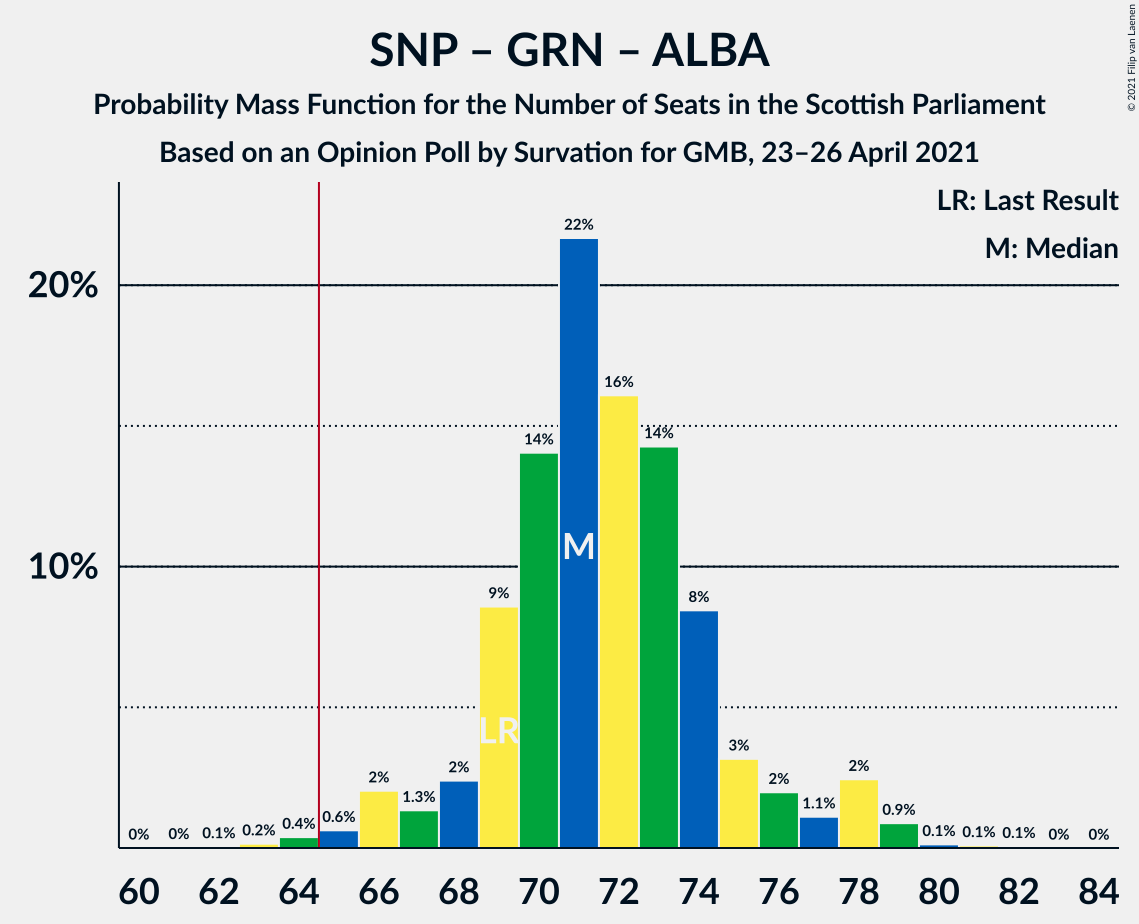 SNP – GRN – ALBA
Probability Mass Function for the Number of Seats in the Scottish Parliament
Based on an Opinion Poll by Survation for GMB, 23–26 April 2021
© 2021 Filip van Laenen
LR: Last Result
M: Median
20%
10%
0% 0% 0.1% 0.2% 0.4% 0.6% 2% 1.3% 2% 9% 14% 22% 16% 14% 8% 3% 2% 1.1% 2% 0.9% 0.1% 0.1% 0.1% 0% 0%
M
LR
60 62 64 66 68 70 72 74 76 78 80 82 84